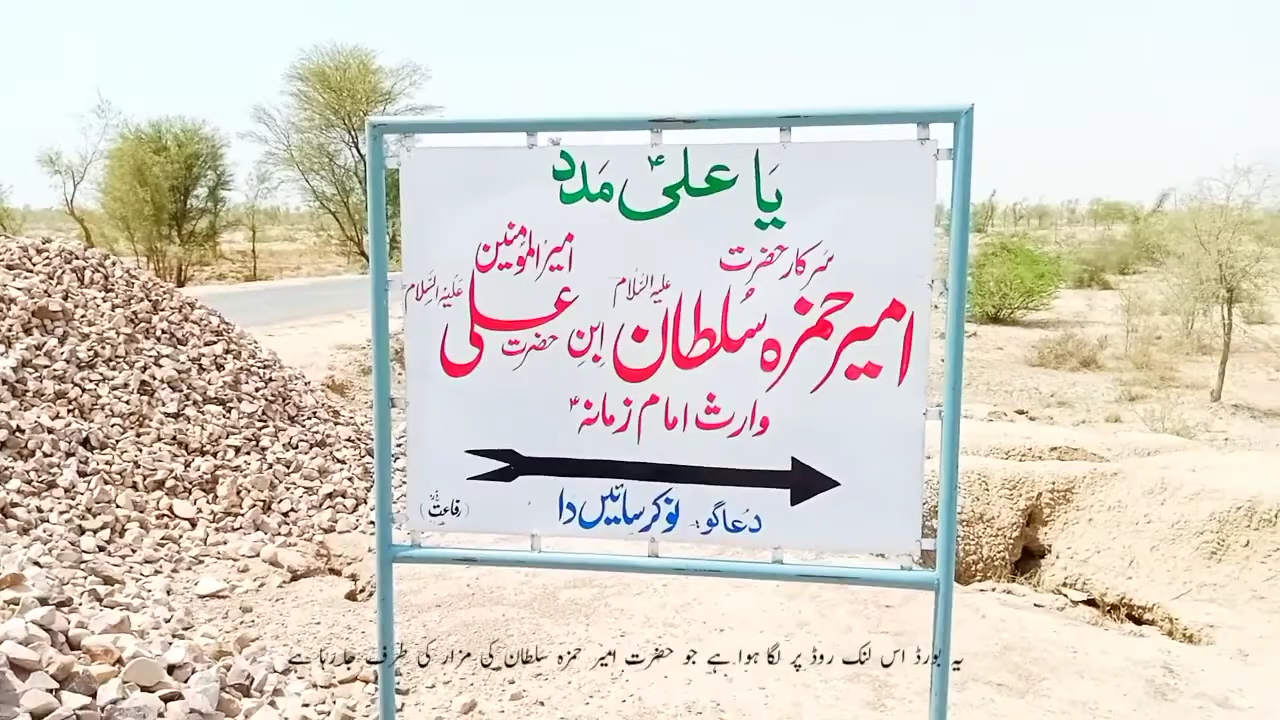 یا علیؑ مدد
سرکار حضرت
امیر حمزہ سلطان علیہ السلام ابنِ حضرت امیر المومنین علی علیہ السلام
وارث امام زمانہؑ
دعاگو:۔ نوکر سائیں دا
(رفاعت)
یہ بورڈ اس لنک روڈ پر لگا ہوا ہے جو حضرت امیر حمزہ سلطان کی مزار کی طرف جا رہا ہے